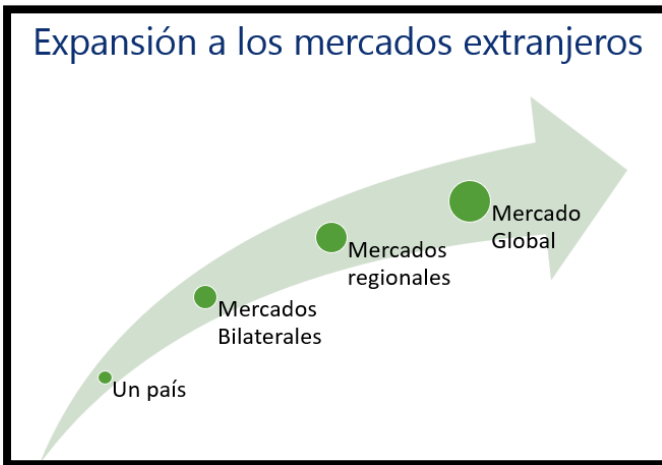 Expansión a los mercados extranjeros
Mercado
Global
Mercados
regionales
Mercados
Bilaterales
Un país